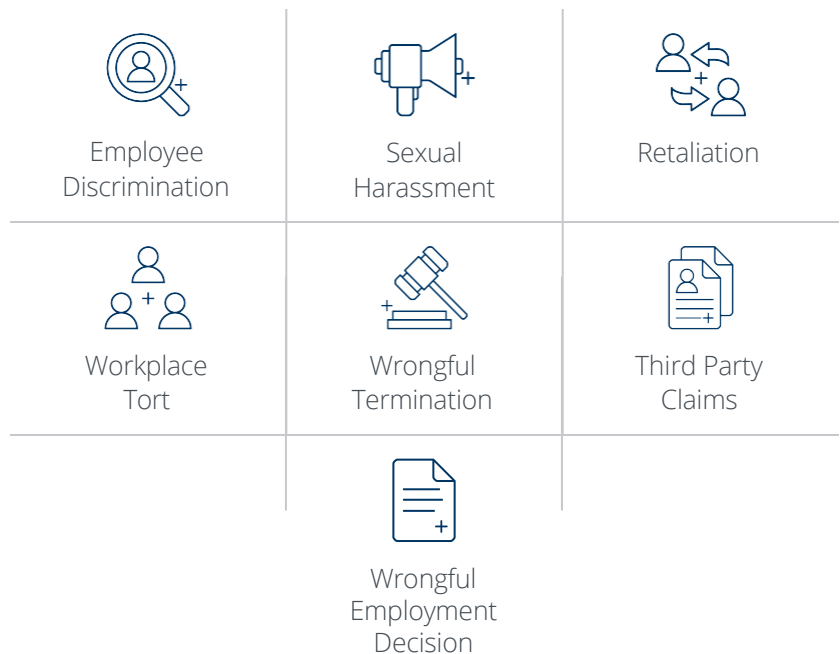 Employee
Discrimination
Sexual
Harassment
Retaliation
Workplace
Tort
Wrongful
Termination
Third Party
Claims
Wrongful
Employment
Decision